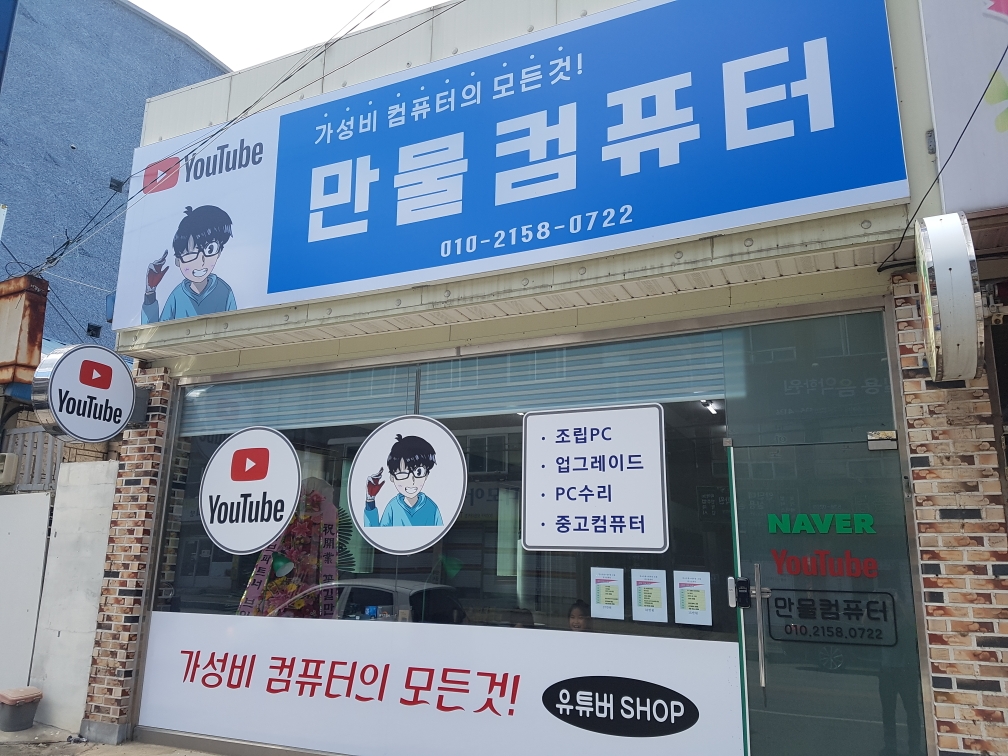 가성비 컴퓨터의 모든것!
YouTube
만물컴퓨터
010-2158-0722
YouTube
YouTube
· 조립PC
· 업그레이드
· PC수리
· 중고컴퓨터
祝開業
NAVER
YouTube
만물컴퓨터
010.2158.0722
가성비 컴퓨터의 모든것!
유튜버 SHOP